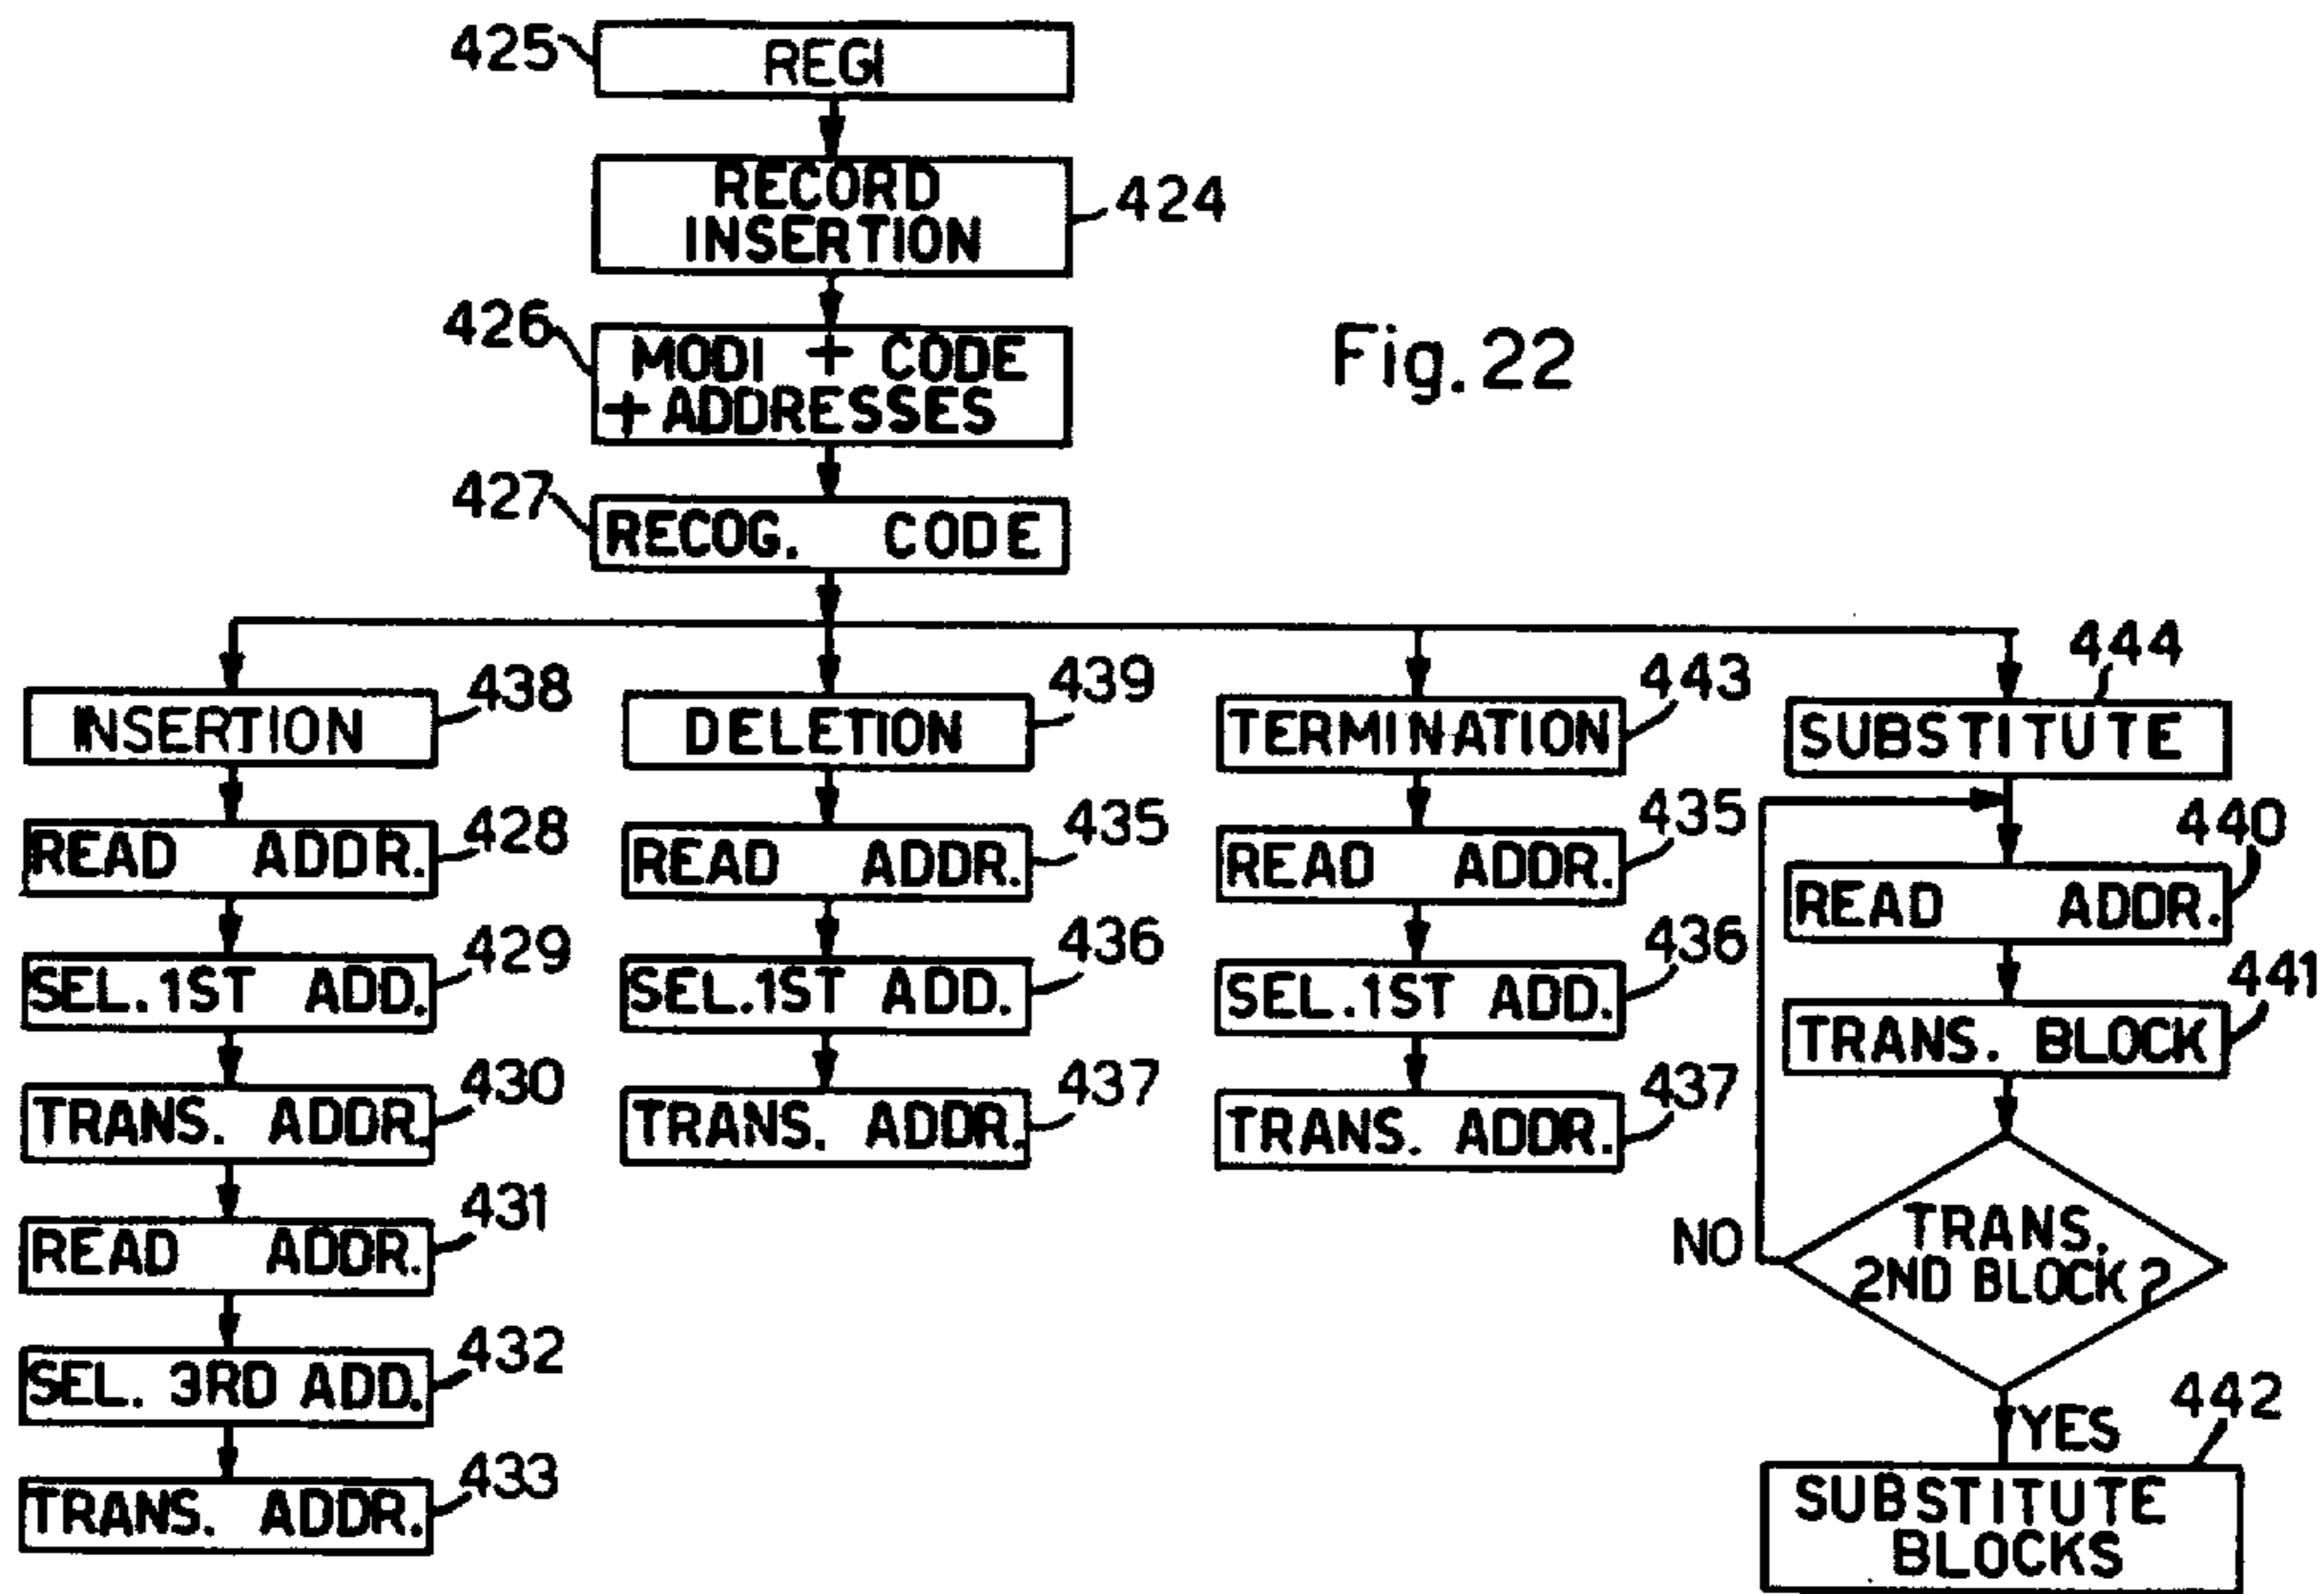 425
REGI
RECORD
INSERTION
424
426
MODI + CODE
+ ADDRESSES
Fig. 22
427
RECOG. CODE
INSERTION
438
READ ADDR.
428
SEL. 1ST ADD.
429
TRANS. ADDR.
430
READ ADDR.
431
SEL. 3RD ADD.
432
TRANS. ADDR.
433
DELETION
439
READ ADDR.
435
SEL. 1ST ADD.
436
TRANS. ADDR.
437
TERMINATION
443
READ ADDR.
435
SEL. 1ST ADD.
436
TRANS. ADDR.
437
444
SUBSTITUTE
440
READ ADDR.
441
TRANS. BLOCK
TRANS.
2ND BLOCK ?
NO
YES
442
SUBSTITUTE
BLOCKS